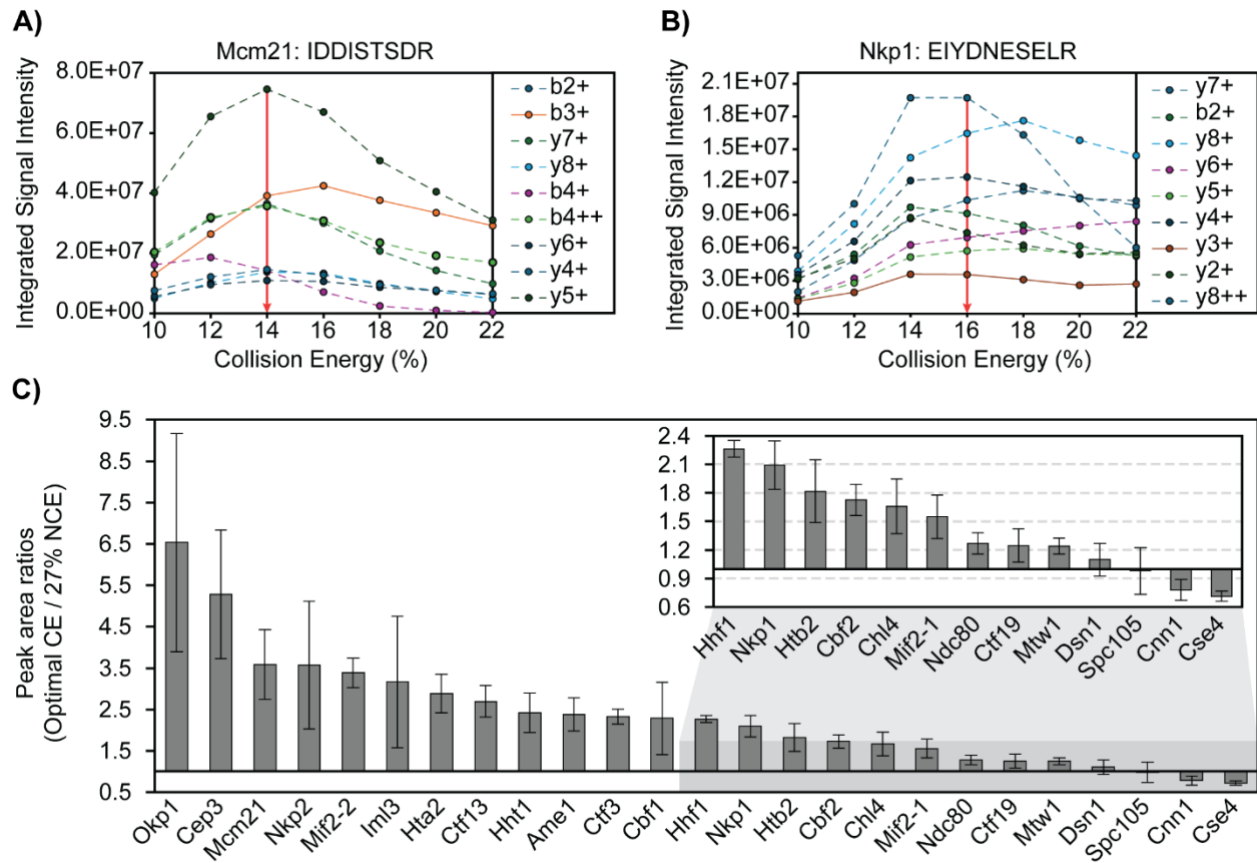 A)
Mcm21: IDDISTSDR
Integrated Signal Intensity
8.0E+07
6.0E+07
4.0E+07
2.0E+07
0.0E+00
10 12 14 16 18 20 22
Collision Energy (%)
b2+
b3+
y7+
y8+
b4+
b4++
y6+
y4+
y5+
B)
Nkp1: EIYDNESELR
Integrated Signal Intensity
2.1E+07
1.8E+07
1.5E+07
1.2E+07
9.0E+06
6.0E+06
3.0E+06
0.0E+00
10 12 14 16 18 20 22
Collision Energy (%)
y7+
b2+
y8+
y6+
y5+
y4+
y3+
y2+
y8++
C)
Peak area ratios
(Optimal CE / 27% NCE)
9.5
8.5
7.5
6.5
5.5
4.5
3.5
2.5
1.5
0.5
2.4
2.1
1.8
1.5
1.2
0.9
0.6
Hhf1 Nkp1 Htb2 Cbf2 Chl4 Mif2-1 Ndc80 Ctf19 Mtw1 Dsn1 Spc105 Cnn1 Cse4
Okp1 Cep3 Mcm21 Nkp2 Mif2-2 Iml3 Hta2 Ctf13 Hht1 Ame1 Ctf3 Cbf1 Hhf1 Nkp1 Htb2 Cbf2 Chl4 Mif2-1 Ndc80 Ctf19 Mtw1 Dsn1 Spc105 Cnn1 Cse4